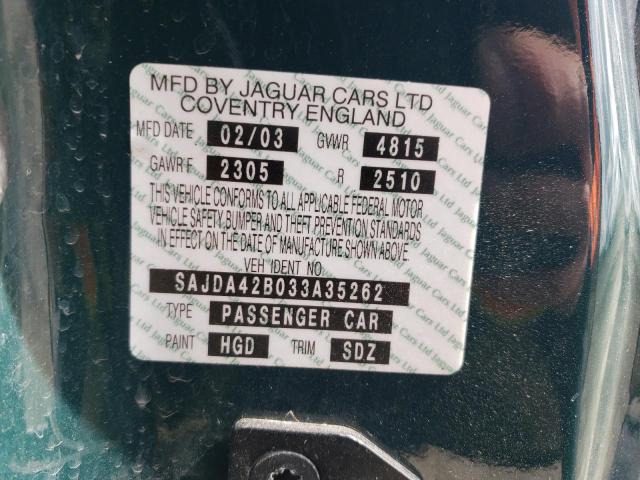 MFD BY JAGUAR CARS LTD
COVENTRY ENGLAND
MFD DATE 02/03 GVWR 4815
GAWR F 2305 R 2510
THIS VEHICLE CONFORMS TO ALL APPLICABLE FEDERAL MOTOR
VEHICLE SAFETY, BUMPER AND THEFT PREVENTION STANDARDS
IN EFFECT ON THE DATE OF MANUFACTURE SHOWN ABOVE.
VEH IDENT NO
SAJDA42B033A35262
TYPE PASSENGER CAR
PAINT HGD TRIM SDZ